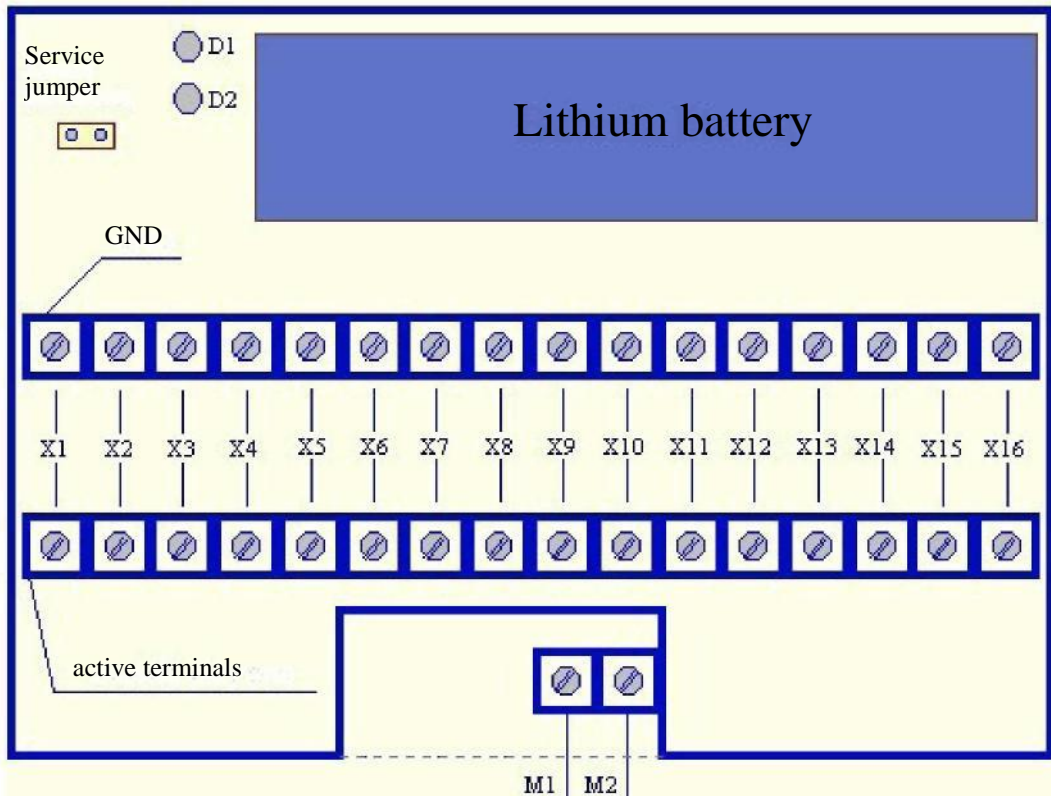 Service
jumper
D1
D2
Lithium battery
GND
X1 X2 X3 X4 X5 X6 X7 X8 X9 X10 X11 X12 X13 X14 X15 X16
active terminals
M1 M2